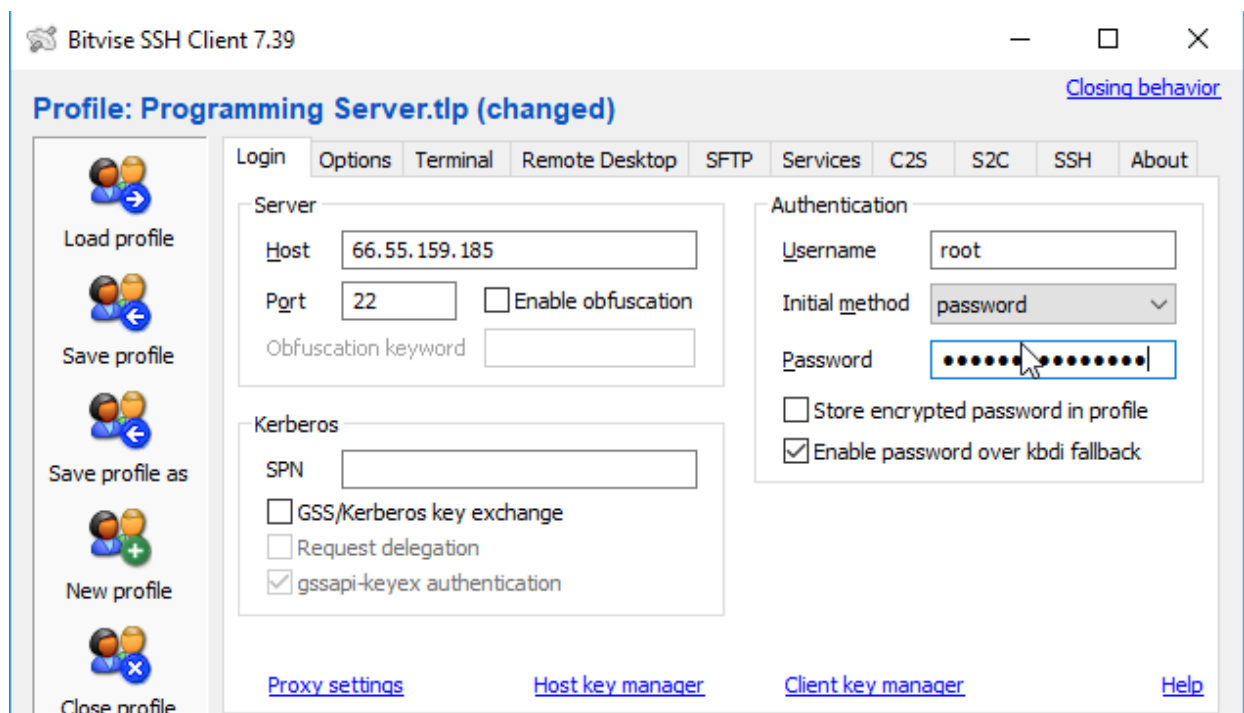 Bitvise SSH Client 7.39
Closing behavior
Profile: Programming Server.tlp (changed)
Load profile
Save profile
Save profile as
New profile
Close profile
Login Options Terminal Remote Desktop SFTP Services C2S S2C SSH About
Server
Host 66.55.159.185
Port 22 Enable obfuscation
Obfuscation keyword
Kerberos
SPN
GSS/Kerberos key exchange
Request delegation
gssapi-keyex authentication
Authentication
Username root
Initial method password
Password
Store encrypted password in profile
Enable password over kbdi fallback
Proxy settings Host key manager Client key manager Help